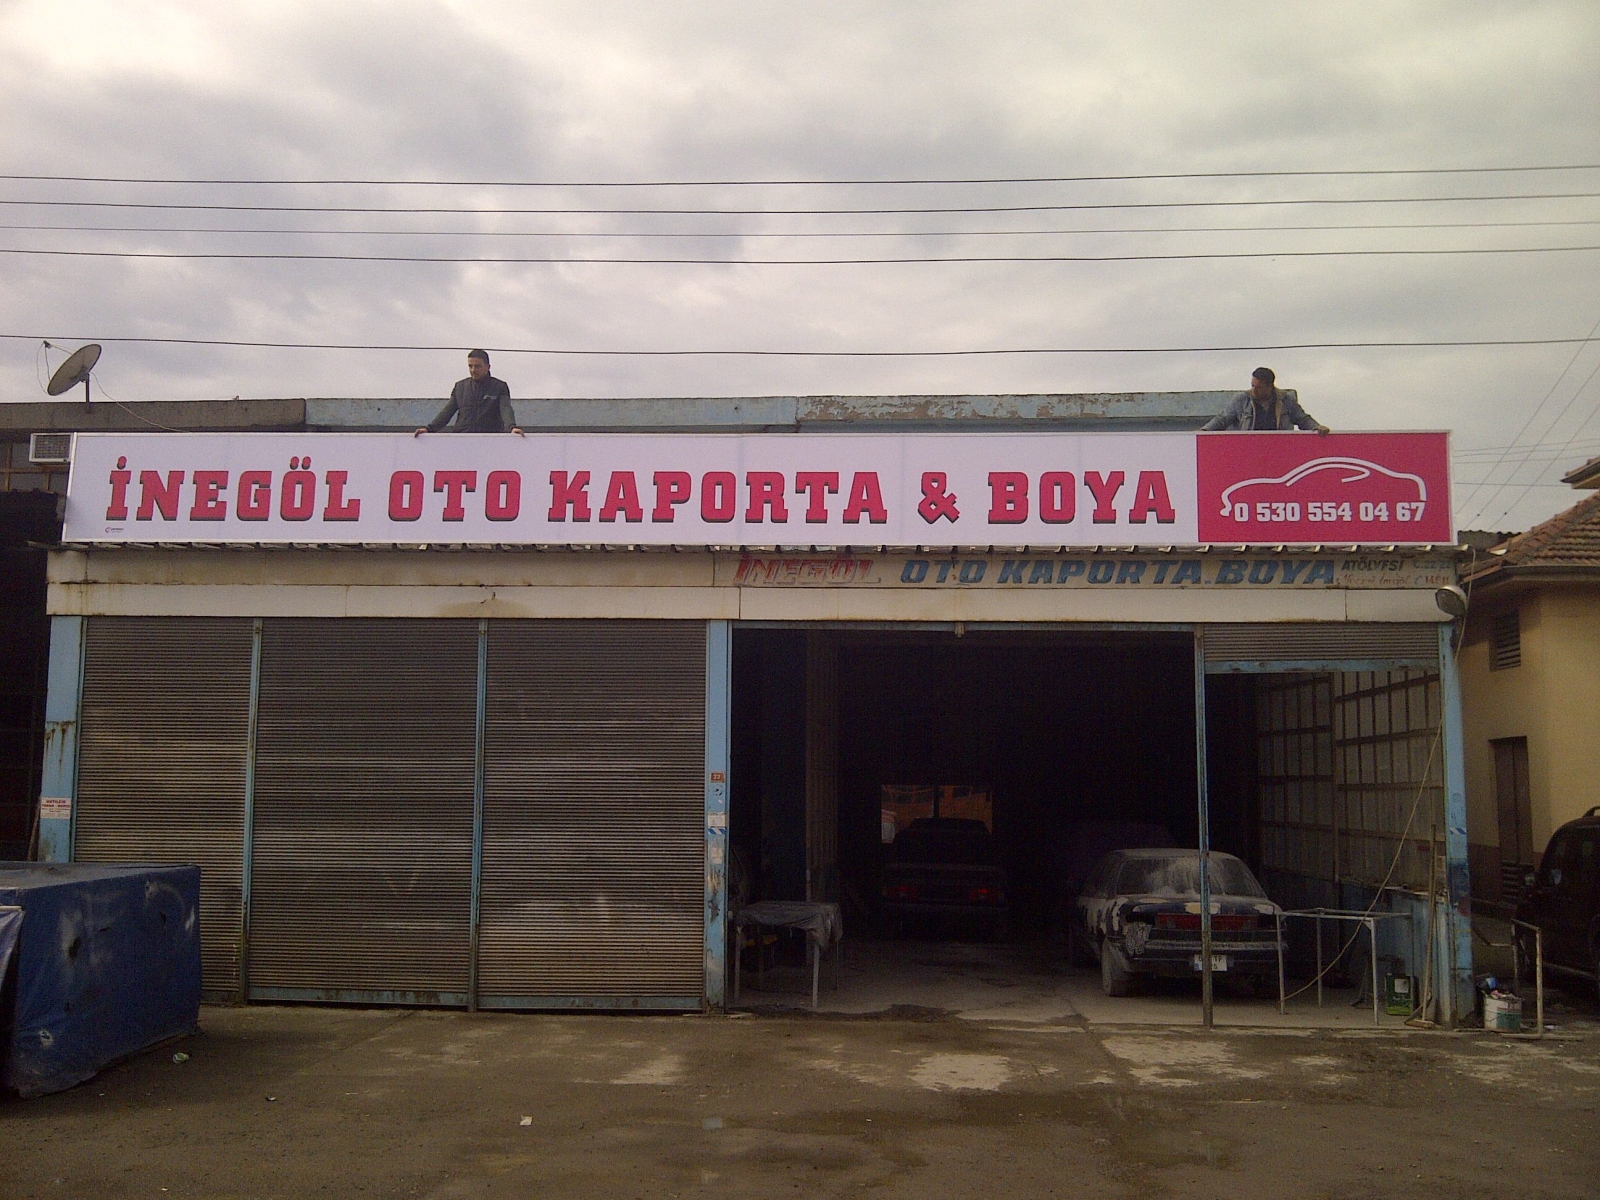 İNEGÖL OTO KAPORTA & BOYA
0 530 554 04 67
İNEGÖL OTO KAPORTA.BOYA ATÖLYESİ